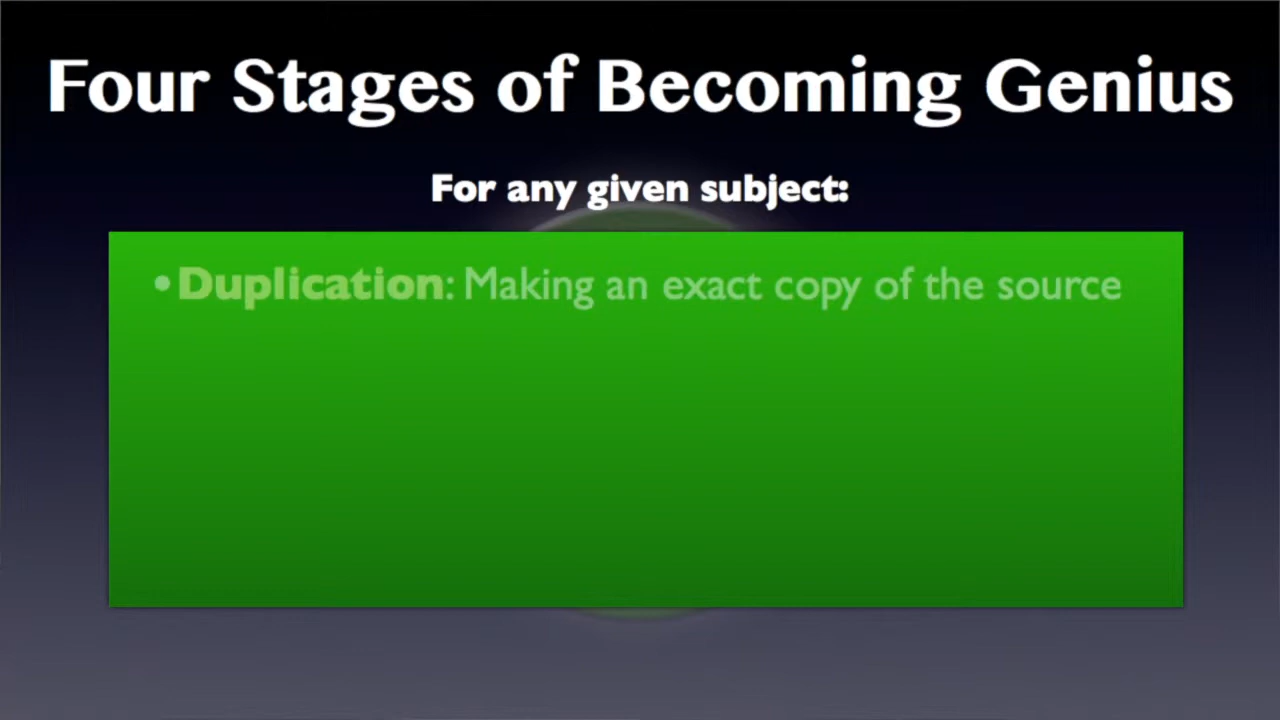 Four Stages of Becoming Genius
For any given subject:
•Duplication: Making an exact copy of the source